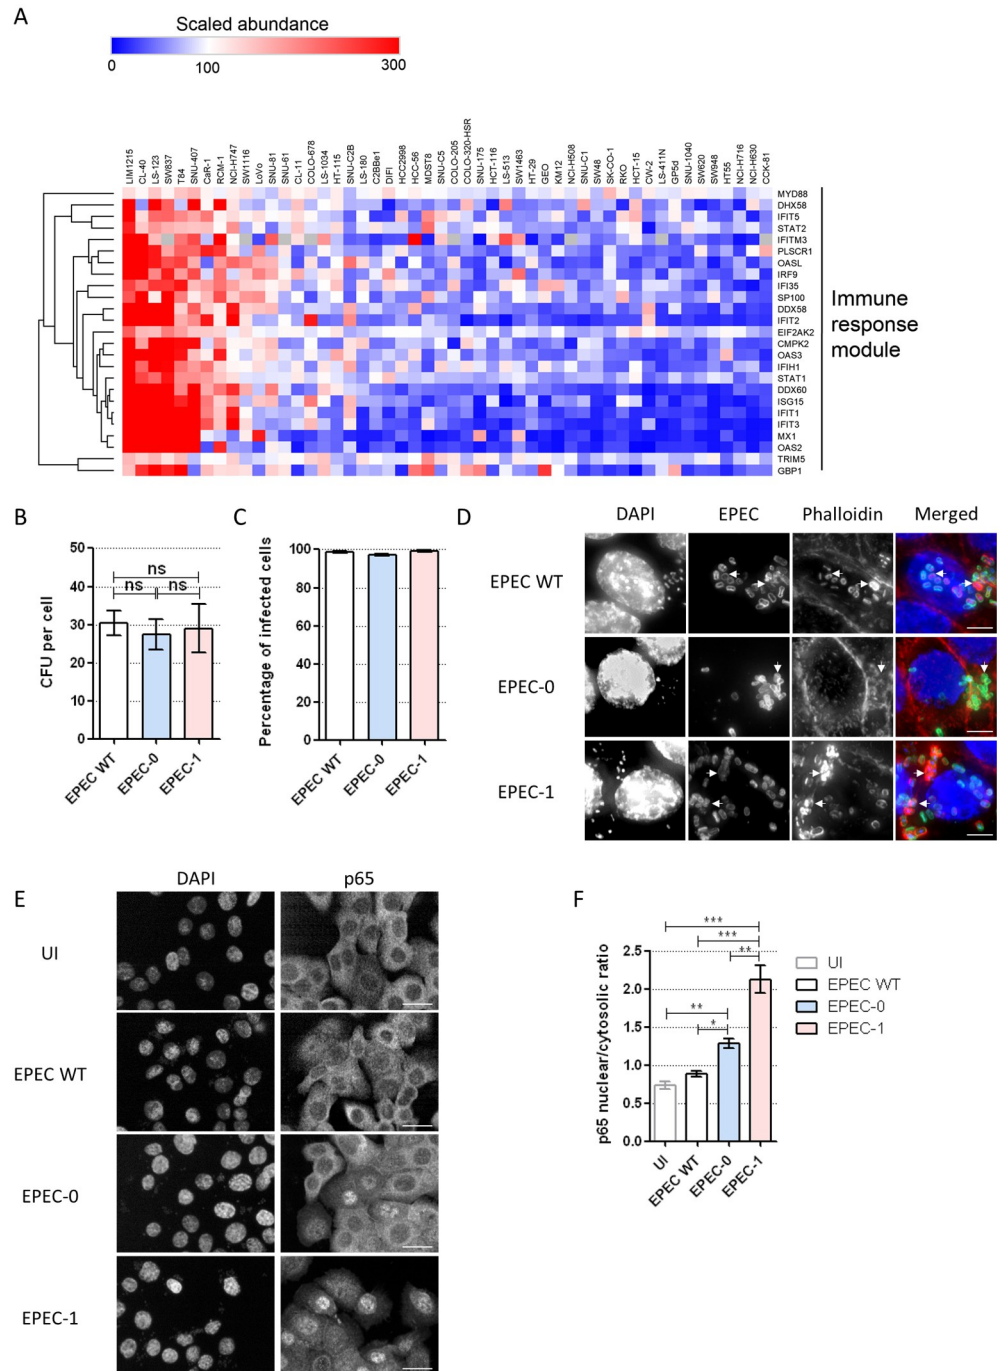 A
Scaled abundance
0 100 300
LIM1215
CL-40
LS-123
SW837
T84
SNU-407
CaR-1
RCM-1
NCI-H747
SW1116
LoVo
SNU-81
SNU-61
CL-11
COLO-678
LS-1034
HT-115
SNU-C2B
LS-180
C2BBe1
DIFI
HCC2998
HCC-56
MDST8
SNU-C5
COLO-205
COLO-320-HSR
SNU-175
HCT-116
LS-513
SW1463
HT-29
GEO
KM12
NCI-H508
SNU-C1
SW48
SK-CO-1
RKO
HCT-15
CW-2
LS-411N
GP5d
SNU-1040
SW620
SW948
HT55
NCI-H716
NCI-H630
CCK-81
MYD88
DHX58
IFIT5
STAT2
IFITM3
PLSCR1
OASL
IRF9
IFI35
SP100
DDX58
IFIT2
EIF2AK2
CMPK2
OAS3
IFIH1
STAT1
DDX60
ISG15
IFIT1
IFIT3
MX1
OAS2
TRIM5
GBP1
Immune
response
module
B
CFU per cell
50
40
30
20
10
0
ns
ns ns
EPEC WT
EPEC-0
EPEC-1
C
Percentage of infected cells
100
80
60
40
20
0
EPEC WT
EPEC-0
EPEC-1
D
DAPI EPEC Phalloidin Merged
EPEC WT
EPEC-0
EPEC-1
E
DAPI p65
UI
EPEC WT
EPEC-0
EPEC-1
F
p65 nuclear/cytosolic ratio
2.5
2.0
1.5
1.0
0.5
0.0
***
***
**
**
*
UI
EPEC WT
EPEC-0
EPEC-1
UI
EPEC WT
EPEC-0
EPEC-1